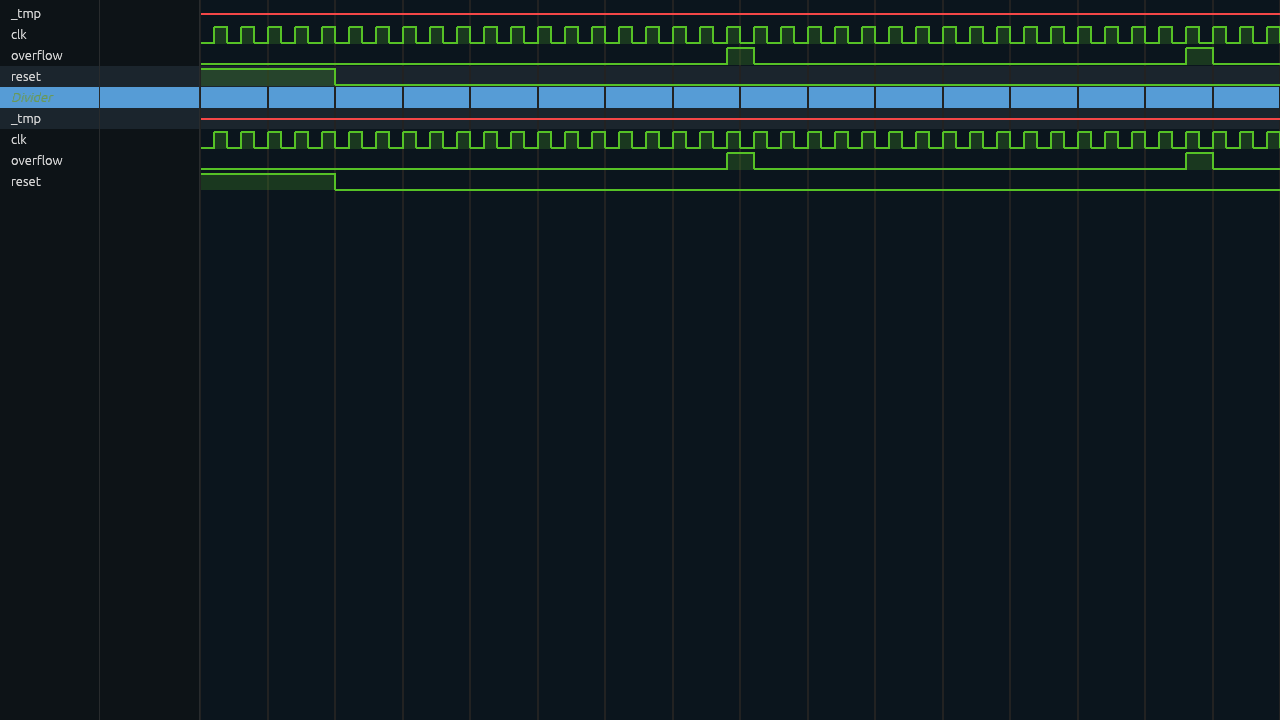 _tmp
clk
overflow
reset
Divider
_tmp
clk
overflow
reset